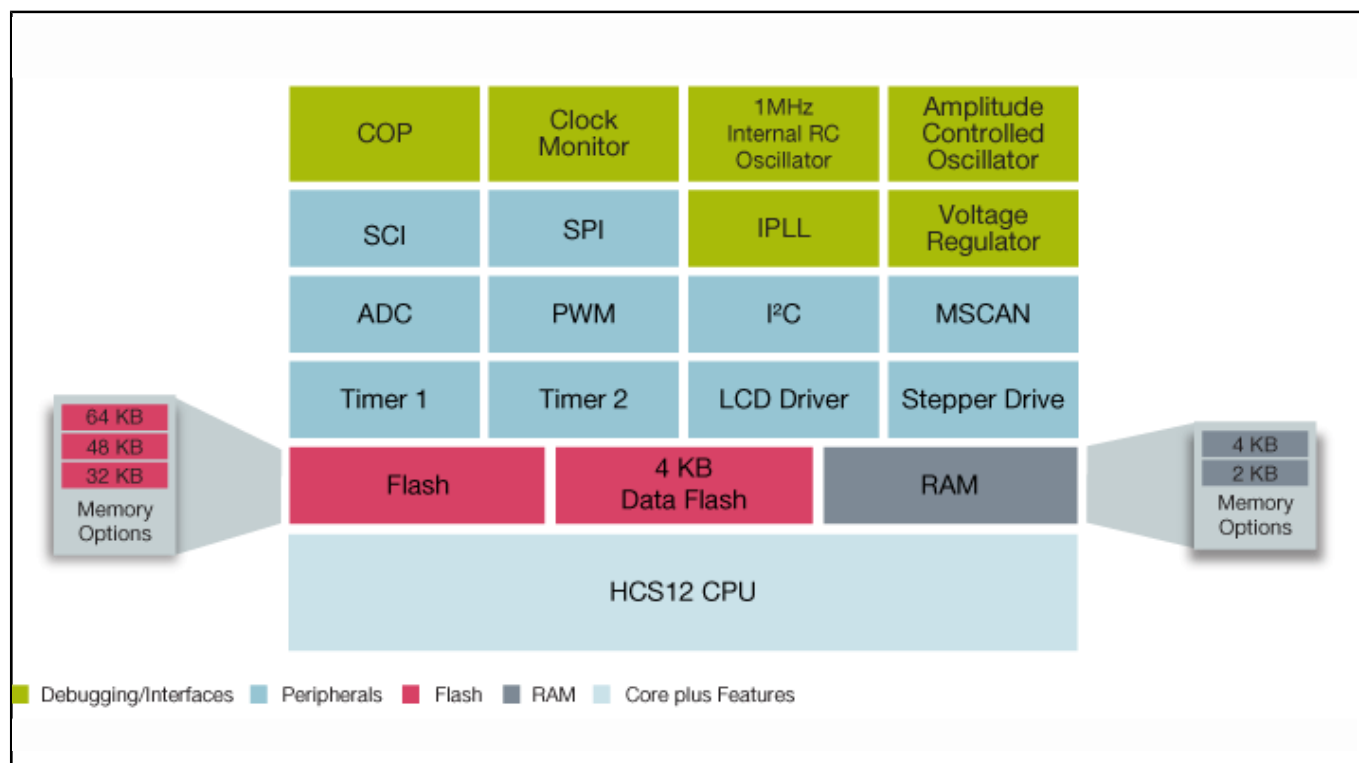 COP
Clock
Monitor
1MHz
Internal RC
Oscillator
Amplitude
Controlled
Oscillator
SCI
SPI
IPLL
Voltage
Regulator
ADC
PWM
I²C
MSCAN
Timer 1
Timer 2
LCD Driver
Stepper Drive
64 KB
48 KB
32 KB
Memory
Options
Flash
4 KB
Data Flash
RAM
4 KB
2 KB
Memory
Options
HCS12 CPU
Debugging/Interfaces
Peripherals
Flash
RAM
Core plus Features